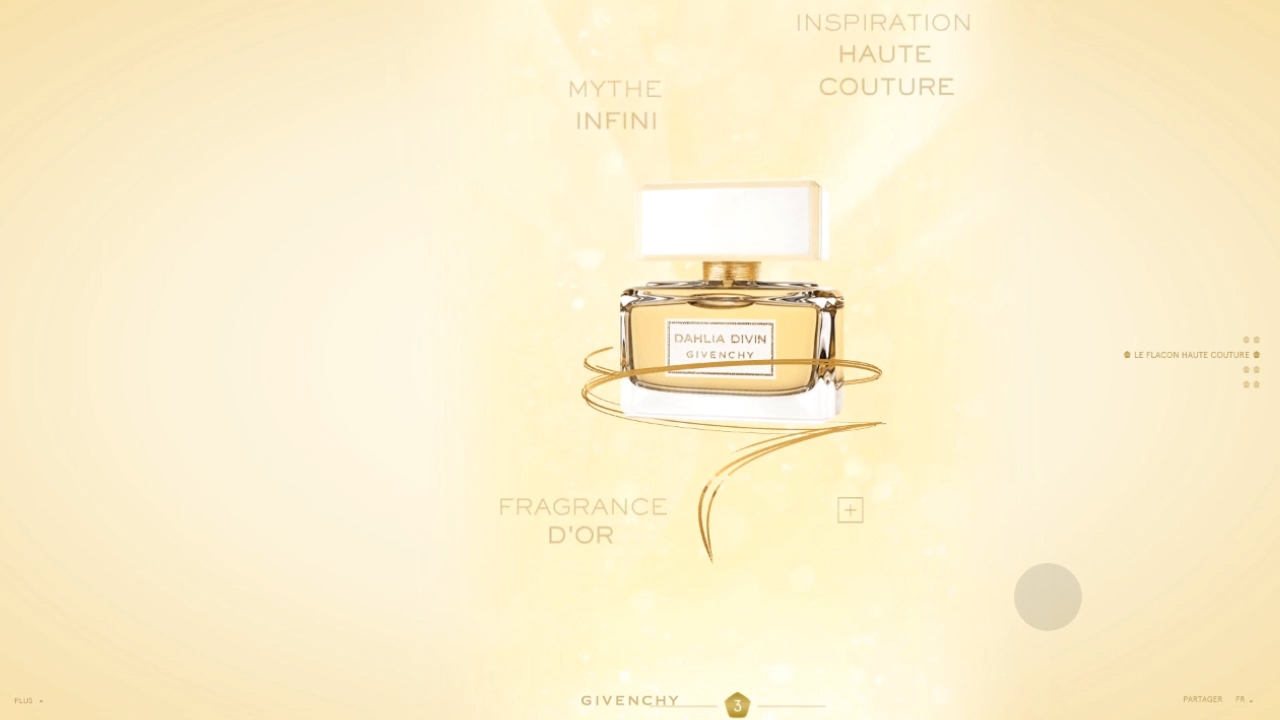 INSPIRATION
HAUTE
COUTURE
MYTHE
INFINI
DAHLIA DIVIN
GIVENCHY
LE FLACON HAUTE COUTURE
FRAGRANCE
D'OR
PLUS
GIVENCHY
3
PARTAGER FR